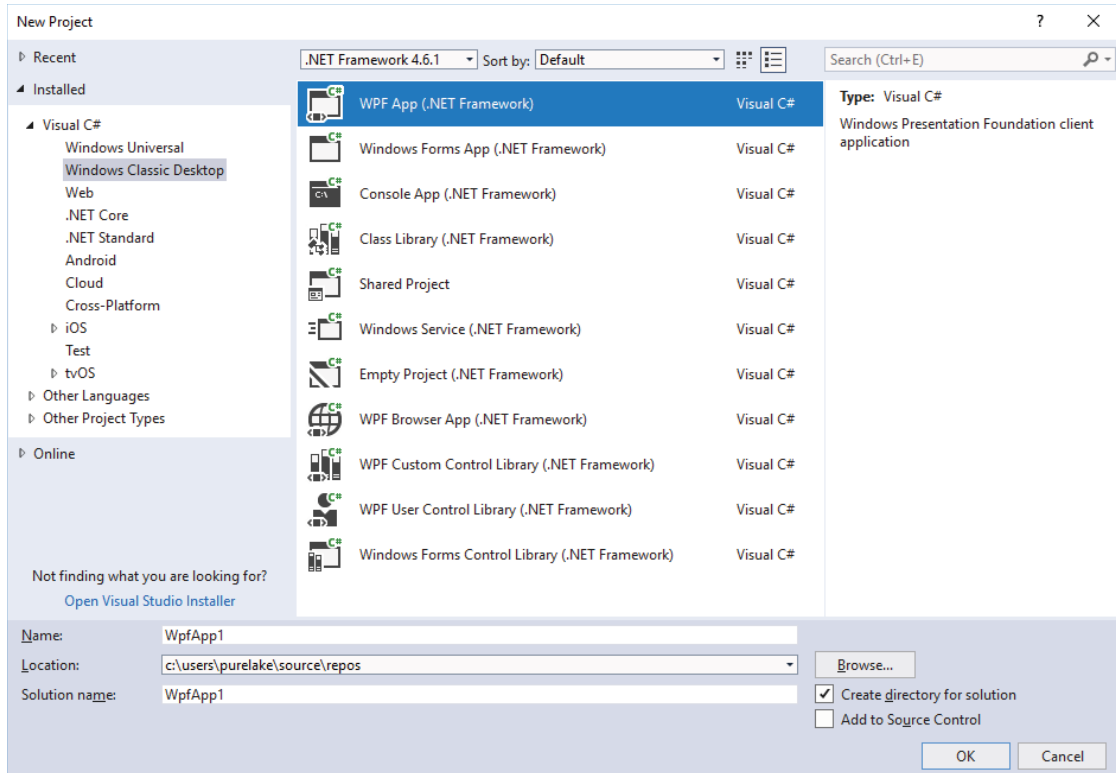 New Project
?
Recent
Installed
Visual C#
Windows Universal
Windows Classic Desktop
Web
.NET Core
.NET Standard
Android
Cloud
Cross-Platform
iOS
Test
tvOS
Other Languages
Other Project Types
Online
Not finding what you are looking for?
Open Visual Studio Installer
.NET Framework 4.6.1 Sort by: Default
C# WPF App (.NET Framework) Visual C#
C# Windows Forms App (.NET Framework) Visual C#
C# C:\ Console App (.NET Framework) Visual C#
C# Class Library (.NET Framework) Visual C#
C# Shared Project Visual C#
C# Windows Service (.NET Framework) Visual C#
C# Empty Project (.NET Framework) Visual C#
C# WPF Browser App (.NET Framework) Visual C#
C# WPF Custom Control Library (.NET Framework) Visual C#
C# WPF User Control Library (.NET Framework) Visual C#
C# Windows Forms Control Library (.NET Framework) Visual C#
Search (Ctrl+E)
Type: Visual C#
Windows Presentation Foundation client
application
Name: WpfApp1
Location: c:\users\purelake\source\repos Browse...
Solution name: WpfApp1
Create directory for solution
Add to Source Control
OK Cancel